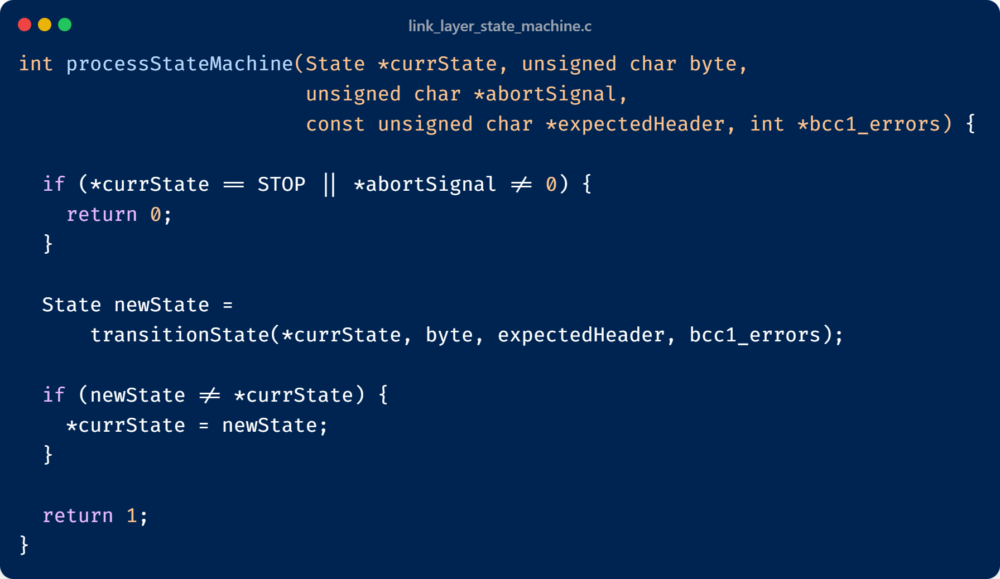 link_layer_state_machine.c
int processStateMachine(State *currState, unsigned char byte,
                        unsigned char *abortSignal,
                        const unsigned char *expectedHeader, int *bcc1_errors) {
  if (*currState == STOP || *abortSignal != 0) {
    return 0;
  }
  State newState =
      transitionState(*currState, byte, expectedHeader, bcc1_errors);
  if (newState != *currState) {
    *currState = newState;
  }
  return 1;
}